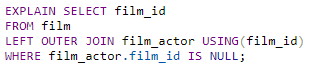 EXPLAIN SELECT film_id
FROM film
LEFT OUTER JOIN film_actor USING(film_id)
WHERE film_actor.film_id IS NULL;